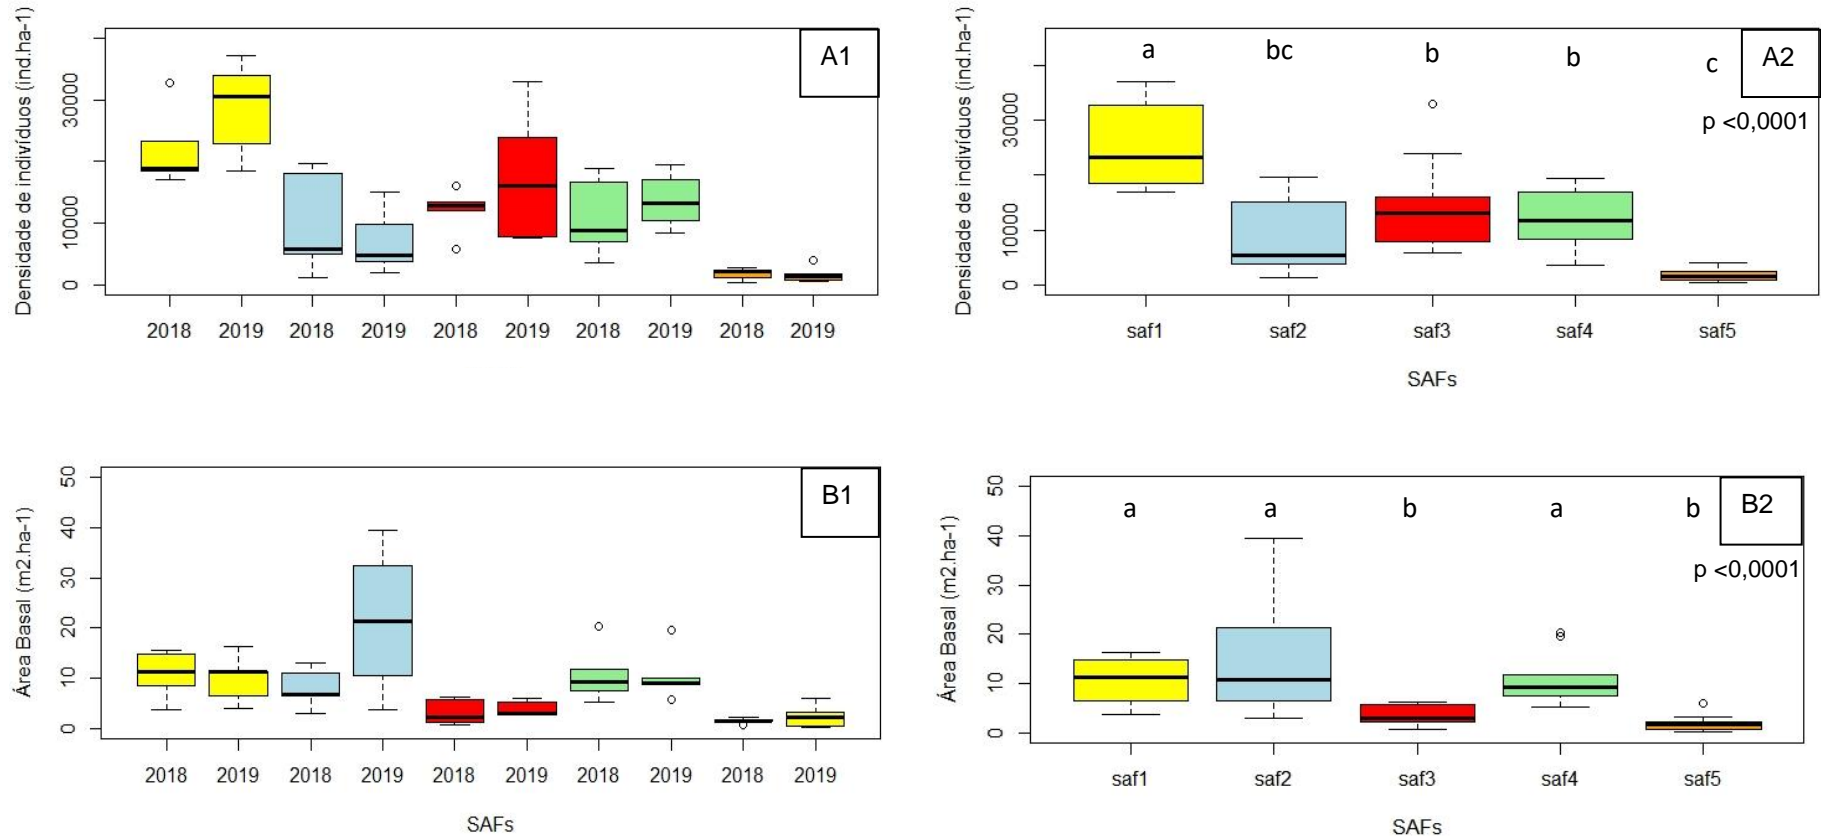 A1
Densidade de indivíduos (ind.ha-1)
0 10000 30000
2018 2019 2018 2019 2018 2019 2018 2019 2018 2019
A2
a bc b b c
p <0,0001
Densidade de indivíduos (ind.ha-1)
0 10000 30000
saf1 saf2 saf3 saf4 saf5
SAFs
B1
Área Basal (m2.ha-1)
0 10 20 30 40 50
2018 2019 2018 2019 2018 2019 2018 2019 2018 2019
SAFs
B2
a a b a b
p <0,0001
Área Basal (m2.ha-1)
0 10 20 30 40 50
saf1 saf2 saf3 saf4 saf5
SAFs